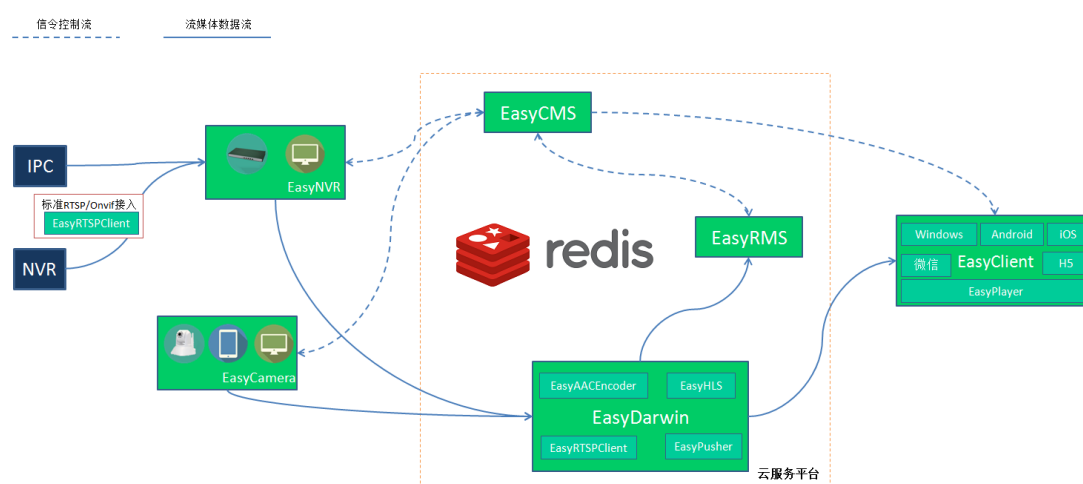 信令控制流
流媒体数据流
EasyCMS
IPC
EasyNVR
标准RTSP/Onvif接入
EasyRTSPClient
NVR
redis
EasyRMS
Windows
Android
iOS
微信
EasyClient
H5
EasyPlayer
EasyCamera
EasyAACEncoder
EasyHLS
EasyDarwin
EasyRTSPClient
EasyPusher
云服务平台